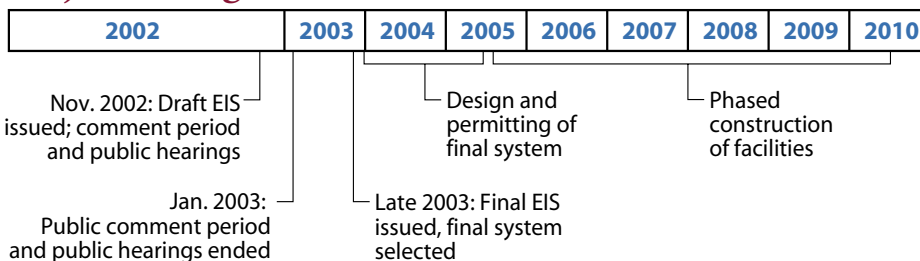 2002 2003 2004 2005 2006 2007 2008 2009 2010
Nov. 2002: Draft EIS
issued; comment period
and public hearings
Design and
permitting of
final system
Phased
construction
of facilities
Jan. 2003:
Public comment period
and public hearings ended
Late 2003: Final EIS
issued, final system
selected